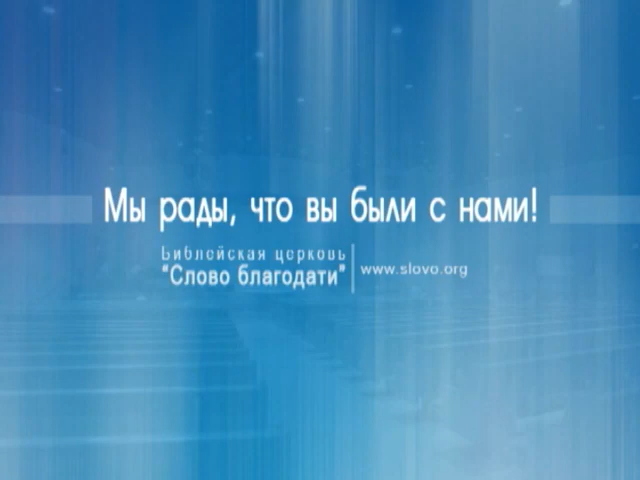 Мы рады, что вы были с нами!
Библейская церковь
“Слово благодати”
www.slovo.org